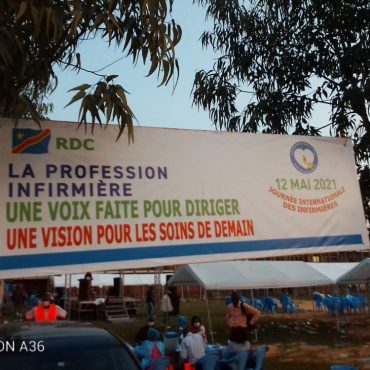 RDC
LA PROFESSION
INFIRMIÈRE
UNE VOIX FAITE POUR DIRIGER
UNE VISION POUR LES SOINS DE DEMAIN
12 MAI 2021
JOURNÉE INTERNATIONALE
DES INFIRMIÈRES
ON A36